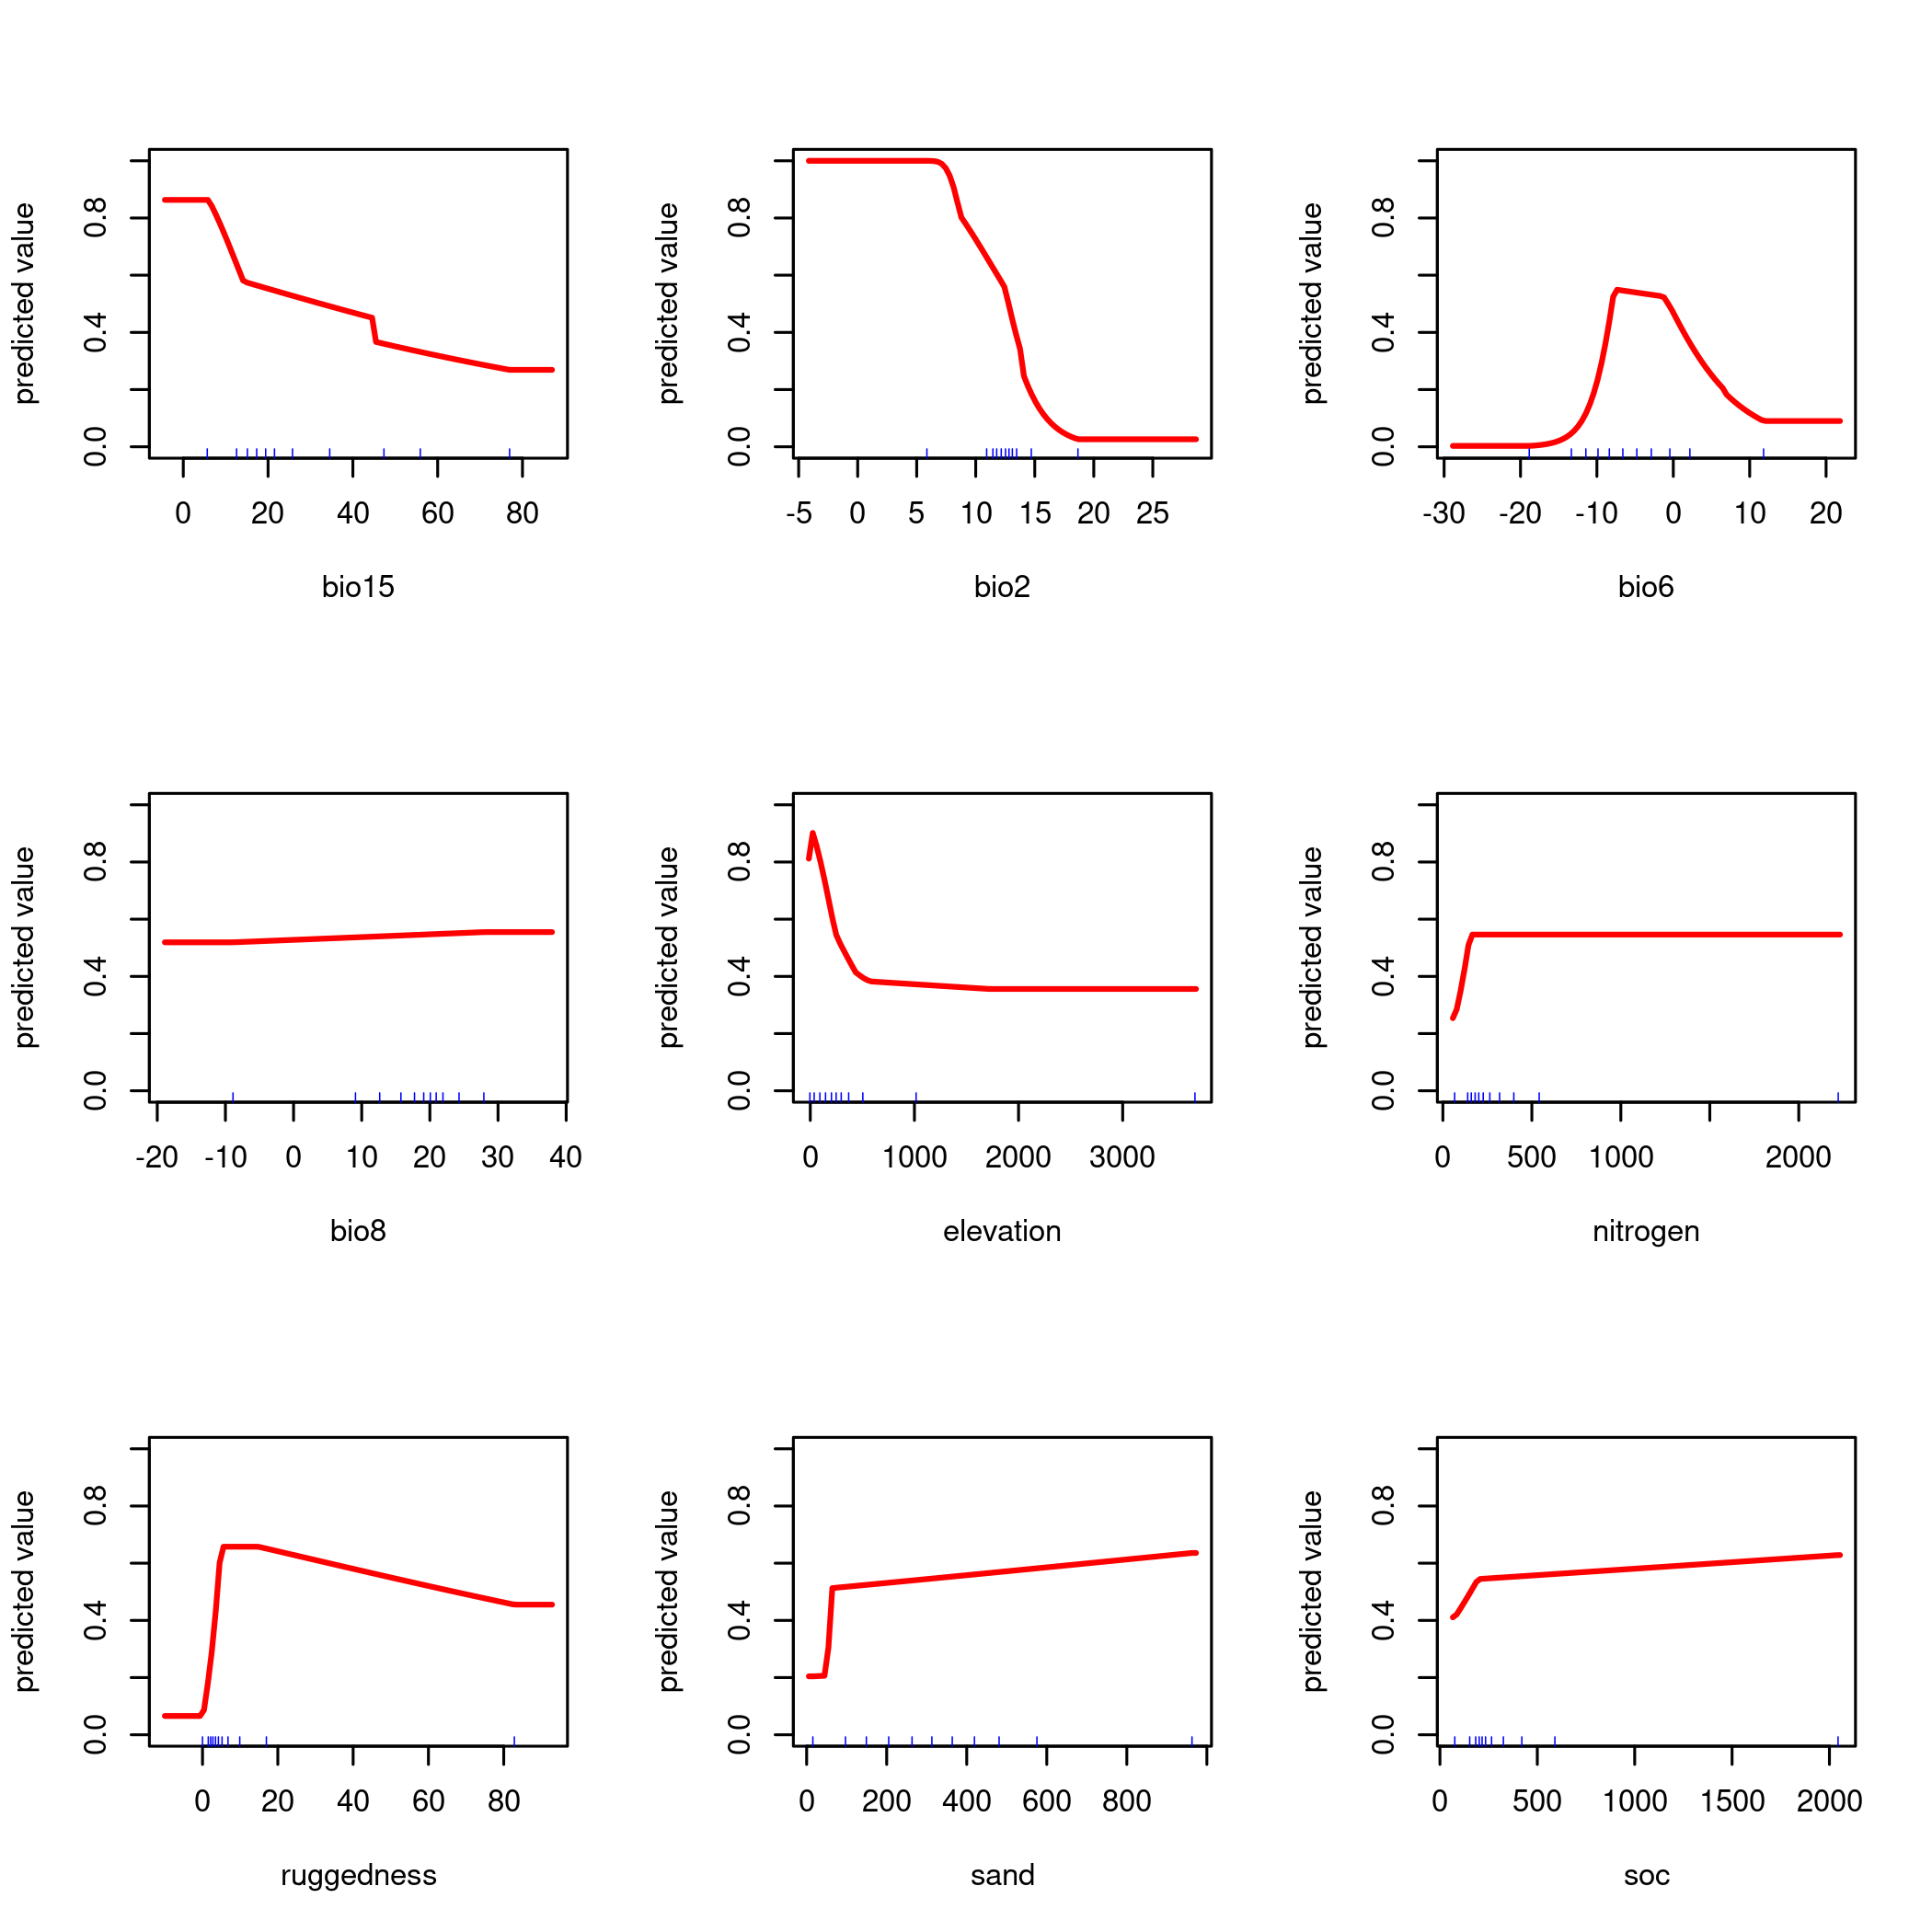 predicted value
0.0 0.4 0.8
0 20 40 60 80
bio15
predicted value
0.0 0.4 0.8
-5 0 5 10 15 20 25
bio2
predicted value
0.0 0.4 0.8
-30 -20 -10 0 10 20
bio6
predicted value
0.0 0.4 0.8
-20 -10 0 10 20 30 40
bio8
predicted value
0.0 0.4 0.8
0 1000 2000 3000
elevation
predicted value
0.0 0.4 0.8
0 500 1000 2000
nitrogen
predicted value
0.0 0.4 0.8
0 20 40 60 80
ruggedness
predicted value
0.0 0.4 0.8
0 200 400 600 800
sand
predicted value
0.0 0.4 0.8
0 500 1000 1500 2000
soc